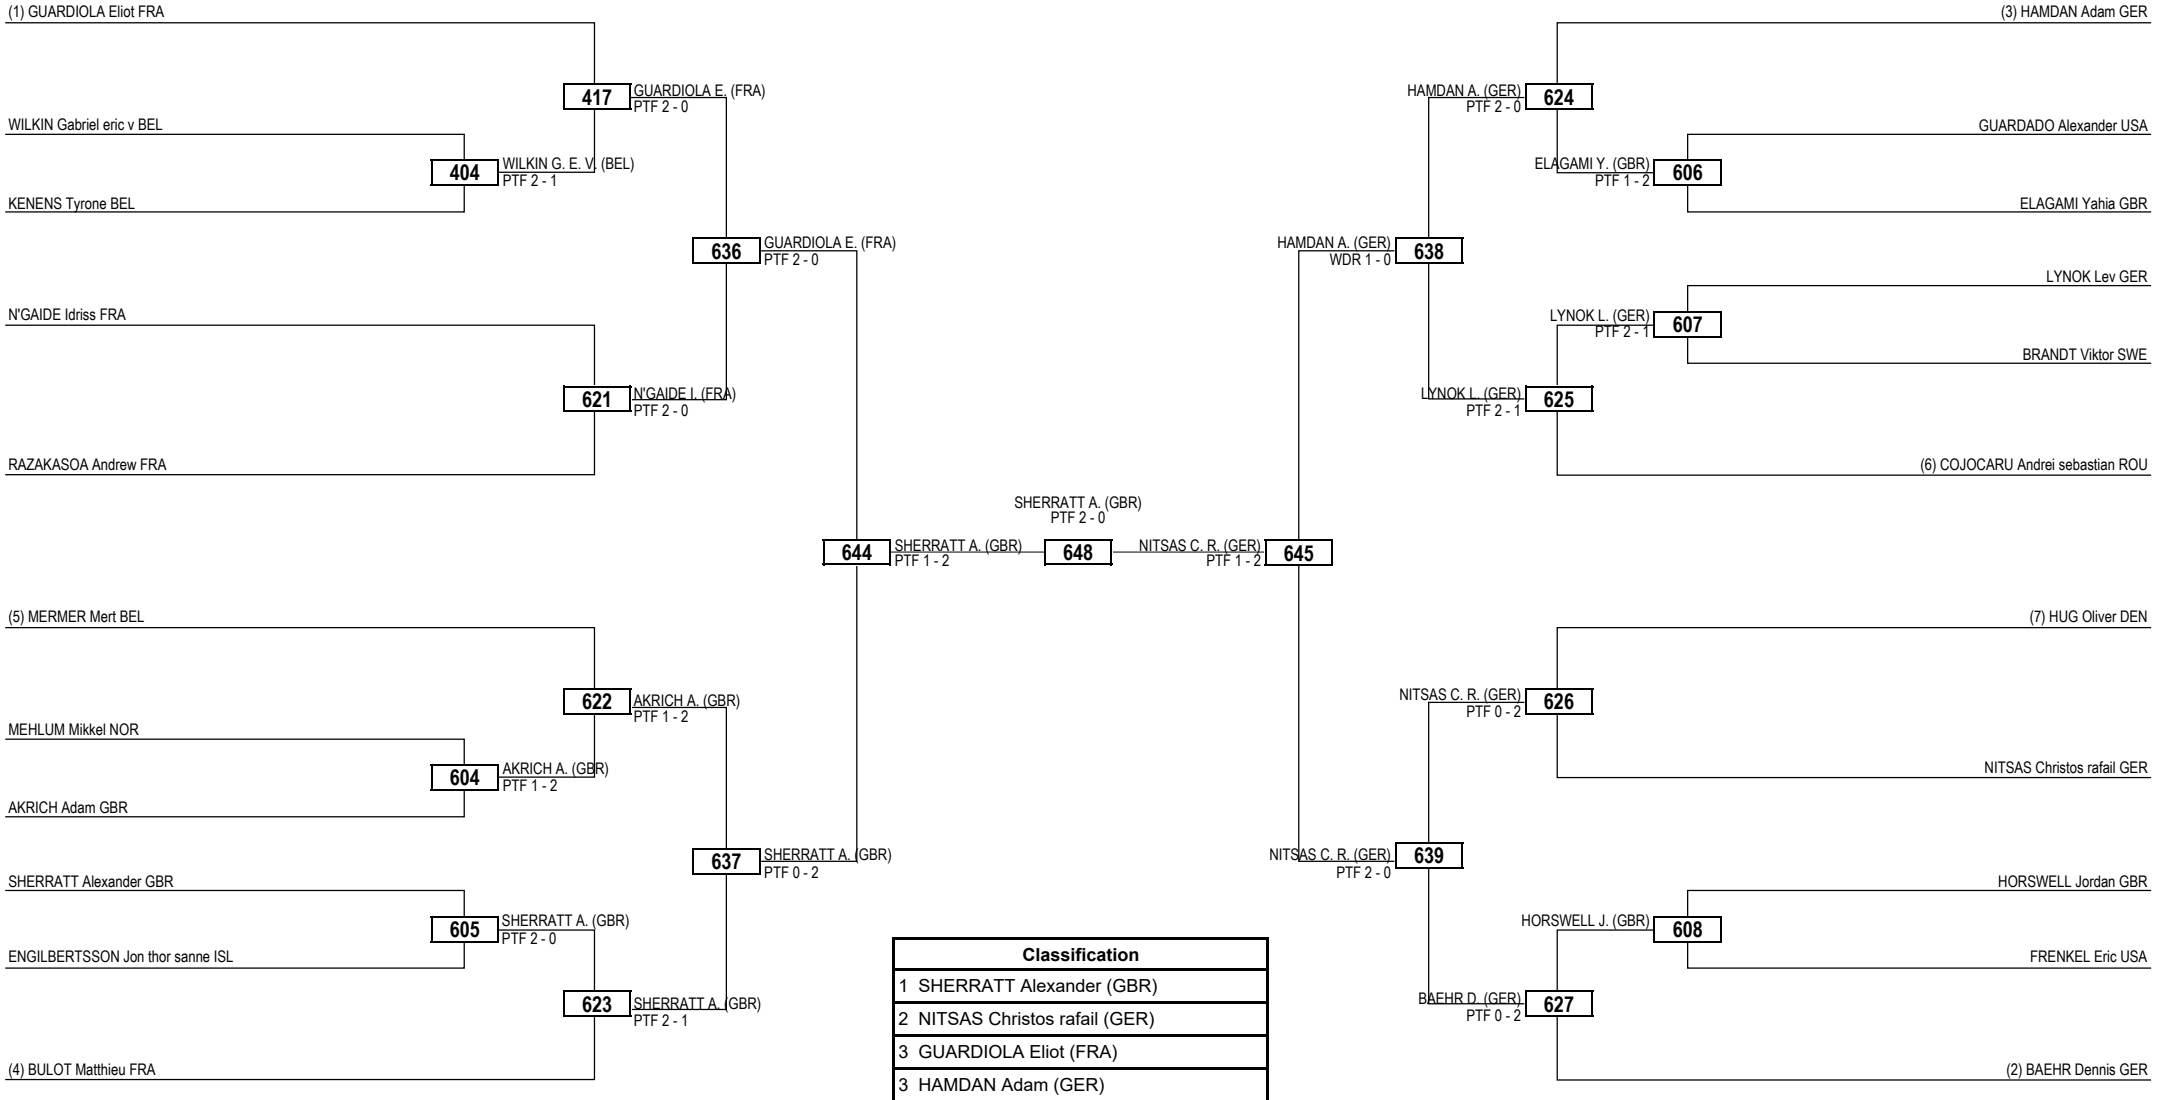 (1) GUARDIOLA Eliot FRA
(3) HAMDAN Adam GER
417
GUARDIOLA E. (FRA)
PTF 2 - 0
HAMDAN A. (GER)
PTF 2 - 0
624
WILKIN Gabriel eric v BEL
GUARDADO Alexander USA
404
WILKIN G. E. V. (BEL)
PTF 2 - 1
ELAGAMI Y. (GBR)
PTF 1 - 2
606
KENENS Tyrone BEL
ELAGAMI Yahia GBR
636
GUARDIOLA E. (FRA)
PTF 2 - 0
HAMDAN A. (GER)
WDR 1 - 0
638
LYNOK Lev GER
N'GAIDE Idriss FRA
LYNOK L. (GER)
PTF 2 - 1
607
BRANDT Viktor SWE
621
N'GAIDE I. (FRA)
PTF 2 - 0
LYNOK L. (GER)
PTF 2 - 1
625
RAZAKASOA Andrew FRA
(6) COJOCARU Andrei sebastian ROU
SHERRATT A. (GBR)
PTF 2 - 0
644
SHERRATT A. (GBR)
PTF 1 - 2
648
NITSAS C. R. (GER)
PTF 1 - 2
645
(5) MERMER Mert BEL
(7) HUG Oliver DEN
622
AKRICH A. (GBR)
PTF 1 - 2
NITSAS C. R. (GER)
PTF 0 - 2
626
MEHLUM Mikkel NOR
604
AKRICH A. (GBR)
PTF 1 - 2
NITSAS Christos rafail GER
AKRICH Adam GBR
637
SHERRATT A. (GBR)
PTF 0 - 2
NITSAS C. R. (GER)
PTF 2 - 0
639
SHERRATT Alexander GBR
HORSWELL Jordan GBR
605
SHERRATT A. (GBR)
PTF 2 - 0
HORSWELL J. (GBR)
608
ENGILBERTSSON Jon thor sanne ISL
FRENKEL Eric USA
623
SHERRATT A. (GBR)
PTF 2 - 1
BAEHR D. (GER)
PTF 0 - 2
627
(4) BULOT Matthieu FRA
(2) BAEHR Dennis GER
Classification
1 SHERRATT Alexander (GBR)
2 NITSAS Christos rafail (GER)
3 GUARDIOLA Eliot (FRA)
3 HAMDAN Adam (GER)